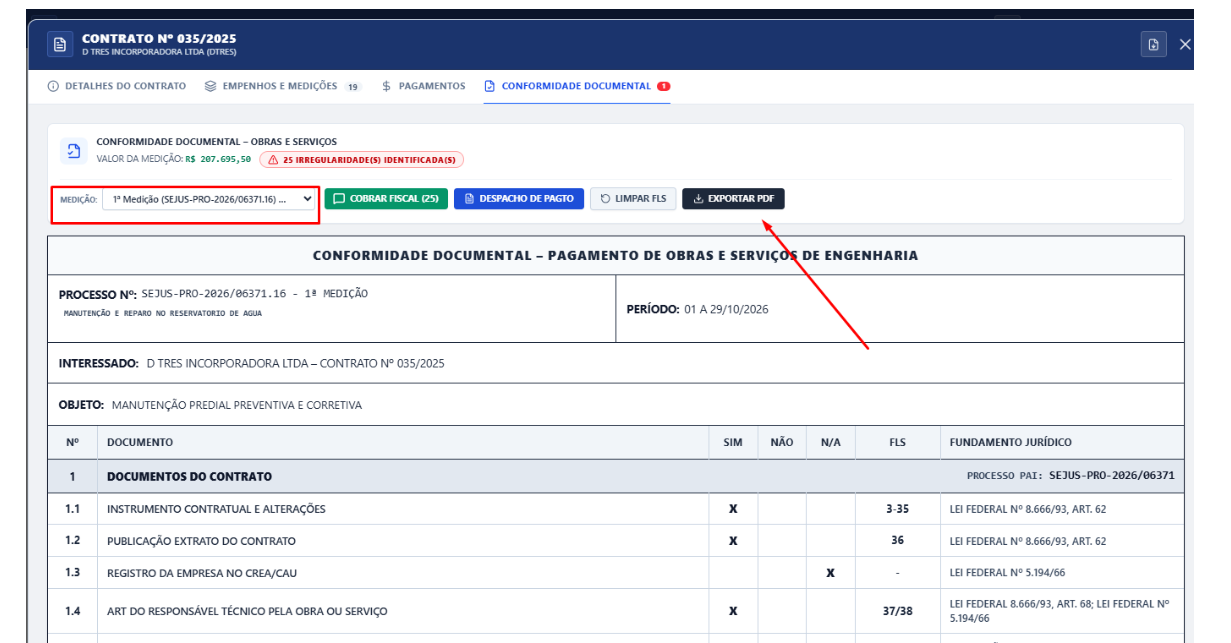 CONTRATO Nº 035/2025
D TRES INCORPORADORA LTDA (DTRES)
DETALHES DO CONTRATO EMPENHOS E MEDIÇÕES 19 PAGAMENTOS CONFORMIDADE DOCUMENTAL 1
CONFORMIDADE DOCUMENTAL – OBRAS E SERVIÇOS
VALOR DA MEDIÇÃO: R$ 207.695,50 25 IRREGULARIDADE(S) IDENTIFICADA(S)
MEDIÇÃO: 1ª Medição (SEJUS-PRO-2026/06371.16) ... COBRAR FISCAL (25) DESPACHO DE PAGTO LIMPAR FLS EXPORTAR PDF
CONFORMIDADE DOCUMENTAL – PAGAMENTO DE OBRAS E SERVIÇOS DE ENGENHARIA
PROCESSO Nº: SEJUS-PRO-2026/06371.16 - 1ª MEDIÇÃO
MANUTENÇÃO E REPARO NO RESERVATORIO DE AGUA
PERÍODO: 01 A 29/10/2026
INTERESSADO: D TRES INCORPORADORA LTDA – CONTRATO Nº 035/2025
OBJETO: MANUTENÇÃO PREDIAL PREVENTIVA E CORRETIVA
Nº DOCUMENTO SIM NÃO N/A FLS FUNDAMENTO JURÍDICO
1 DOCUMENTOS DO CONTRATO PROCESSO PAI: SEJUS-PRO-2026/06371
1.1 INSTRUMENTO CONTRATUAL E ALTERAÇÕES X 3-35 LEI FEDERAL Nº 8.666/93, ART. 62
1.2 PUBLICAÇÃO EXTRATO DO CONTRATO X 36 LEI FEDERAL Nº 8.666/93, ART. 62
1.3 REGISTRO DA EMPRESA NO CREA/CAU X - LEI FEDERAL Nº 5.194/66
1.4 ART DO RESPONSÁVEL TÉCNICO PELA OBRA OU SERVIÇO X 37/38 LEI FEDERAL 8.666/93, ART. 68; LEI FEDERAL Nº
5.194/66